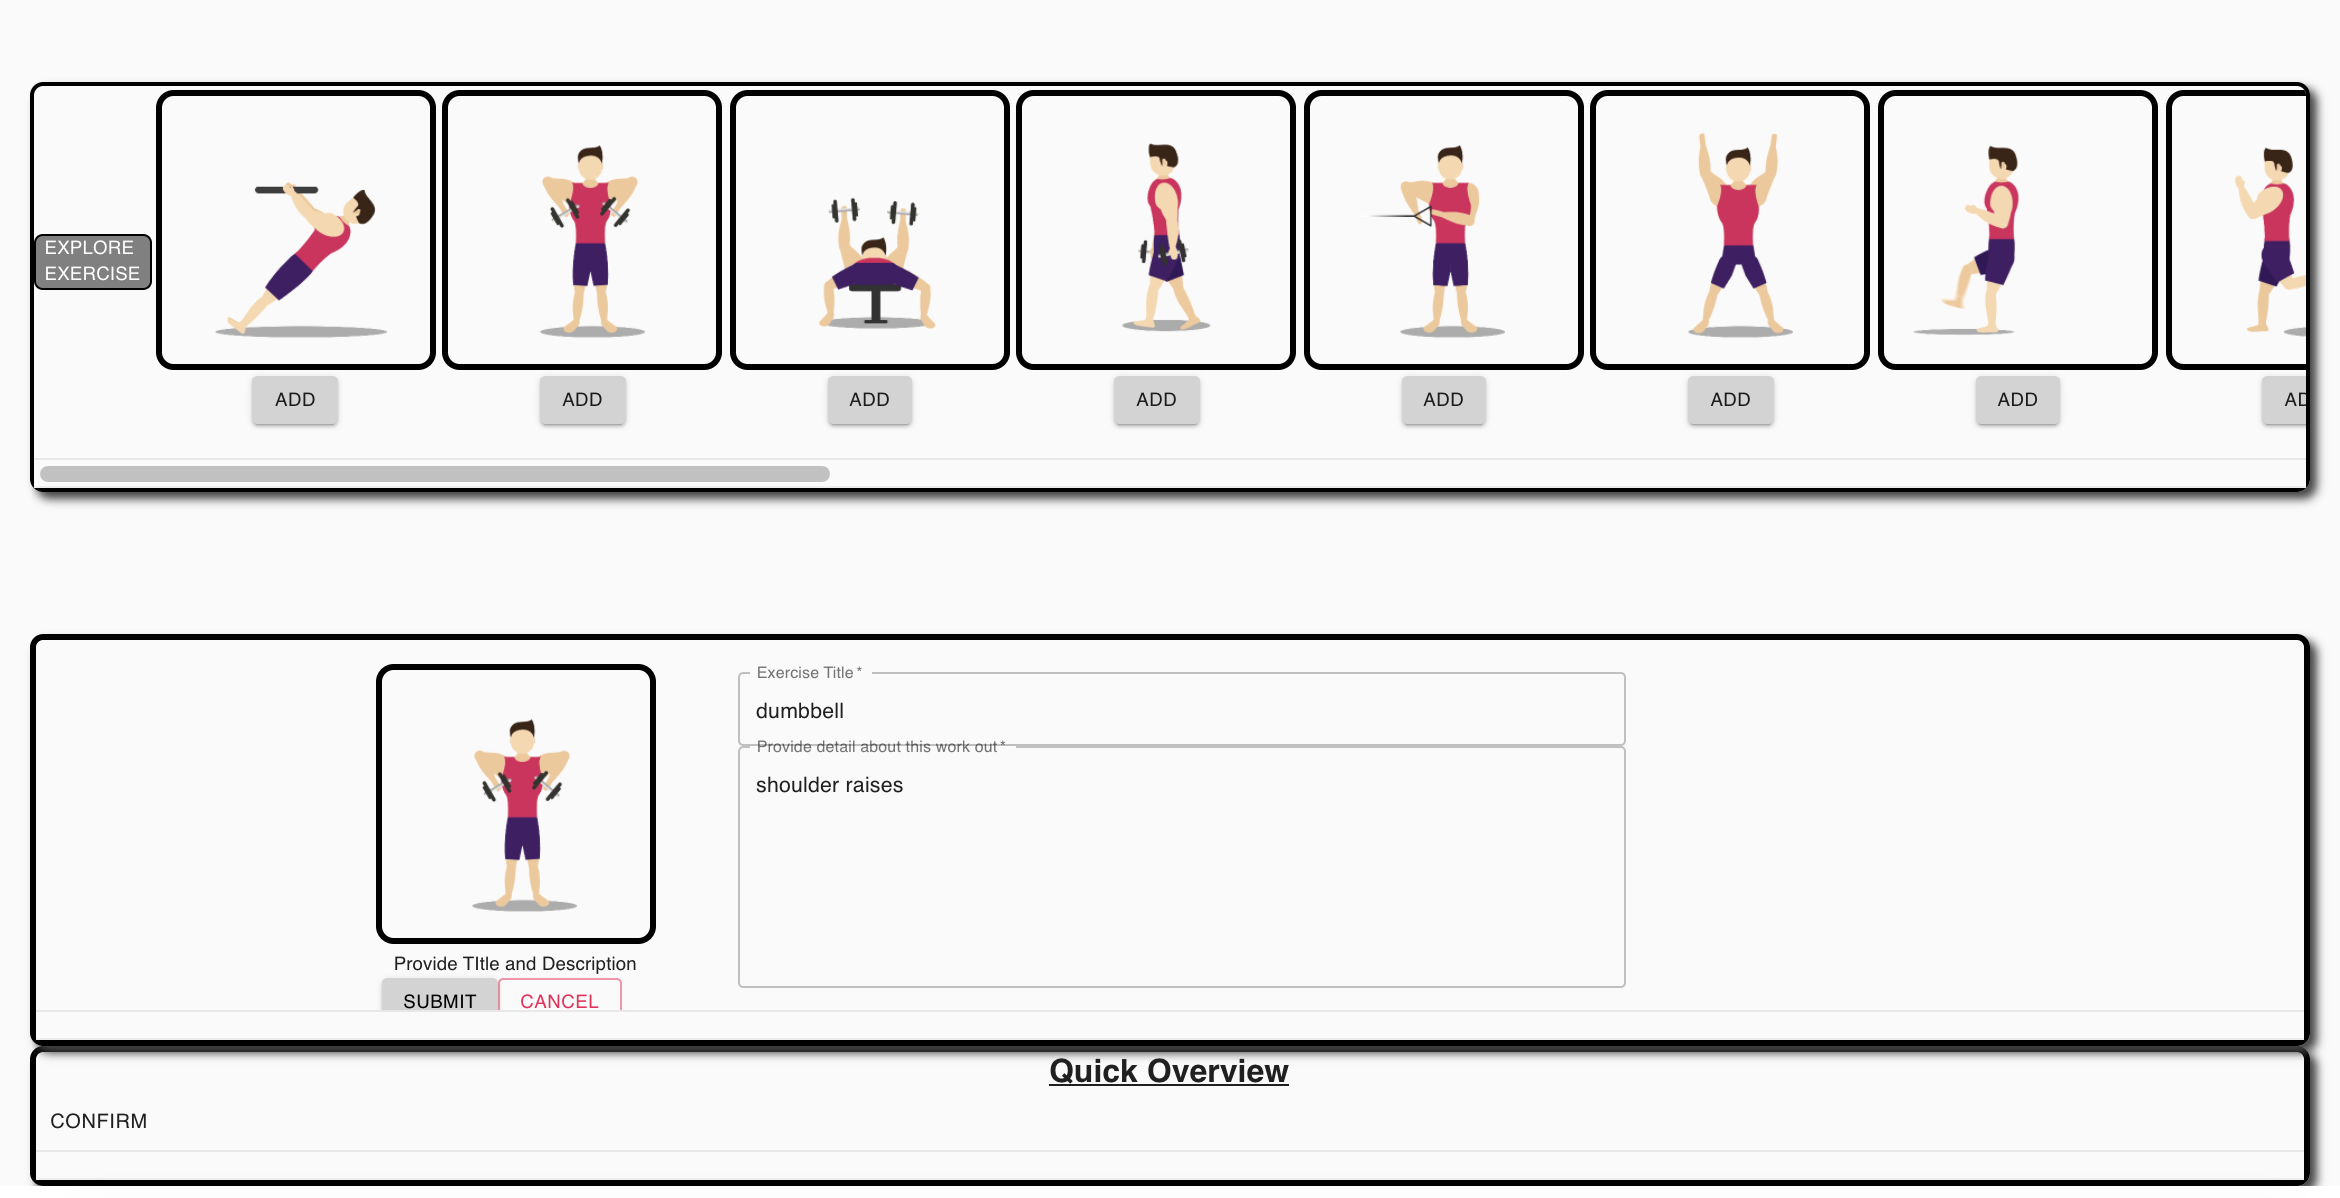 EXPLORE
EXERCISE
ADD ADD ADD ADD ADD ADD ADD AD
Exercise Title *
dumbbell
Provide detail about this work out *
shoulder raises
Provide TItle and Description
SUBMIT CANCEL
Quick Overview
CONFIRM